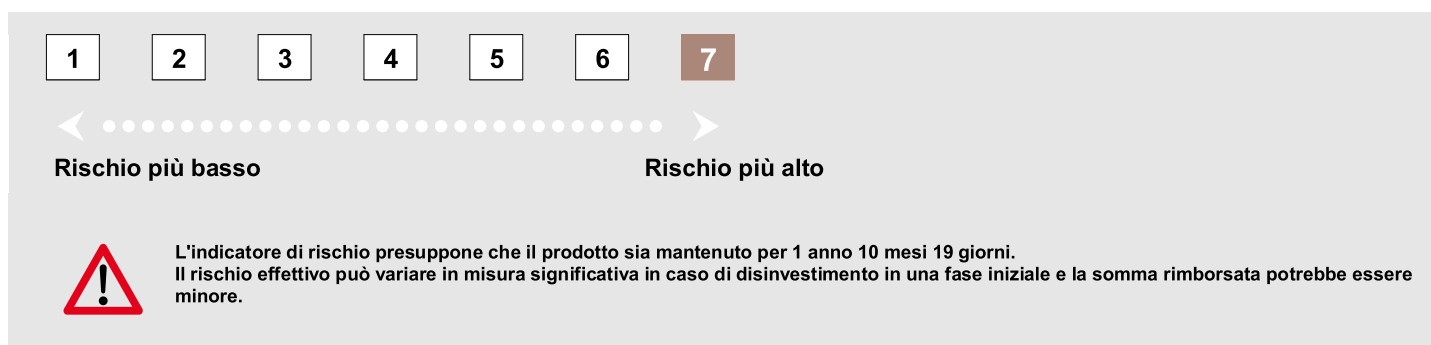 1 2 3 4 5 6 7
Rischio più basso Rischio più alto
L'indicatore di rischio presuppone che il prodotto sia mantenuto per 1 anno 10 mesi 19 giorni.
Il rischio effettivo può variare in misura significativa in caso di disinvestimento in una fase iniziale e la somma rimborsata potrebbe essere
minore.